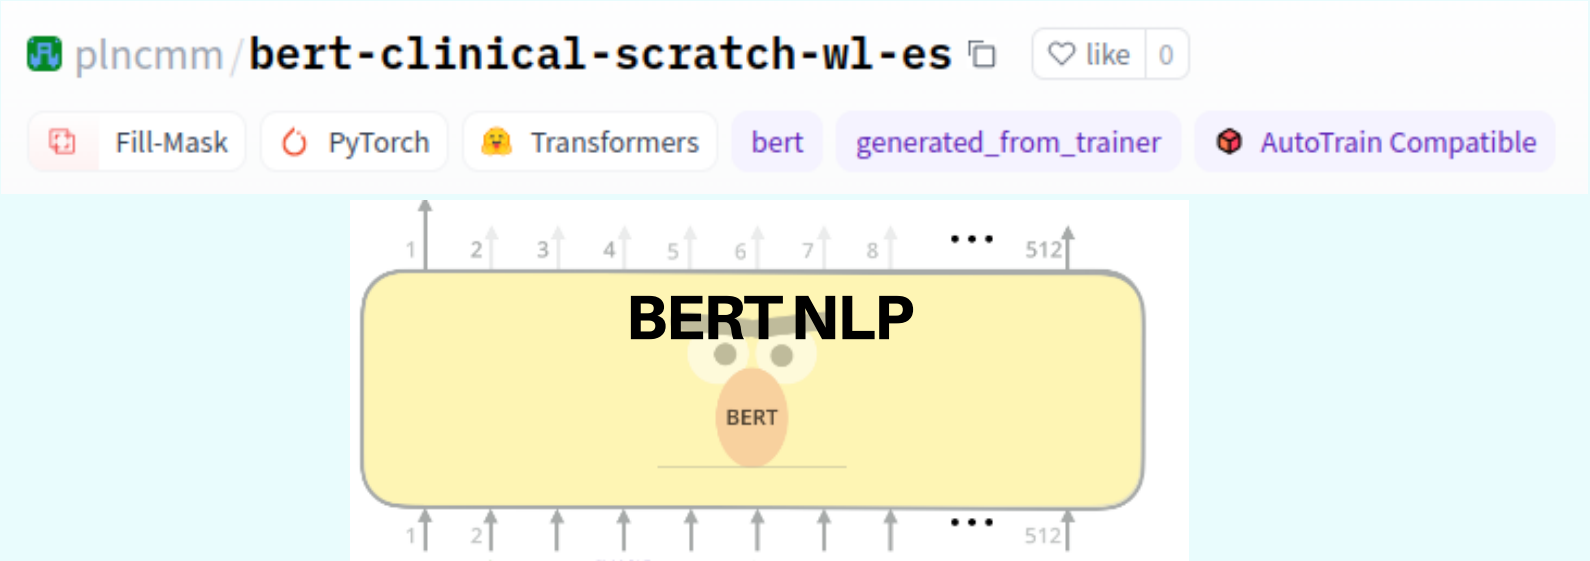 plncmm/bert-clinical-scratch-wl-es like 0
Fill-Mask PyTorch Transformers bert generated_from_trainer AutoTrain Compatible
1 2 3 4 5 6 7 8 ... 512
BERT NLP
BERT
1 2 ... 512